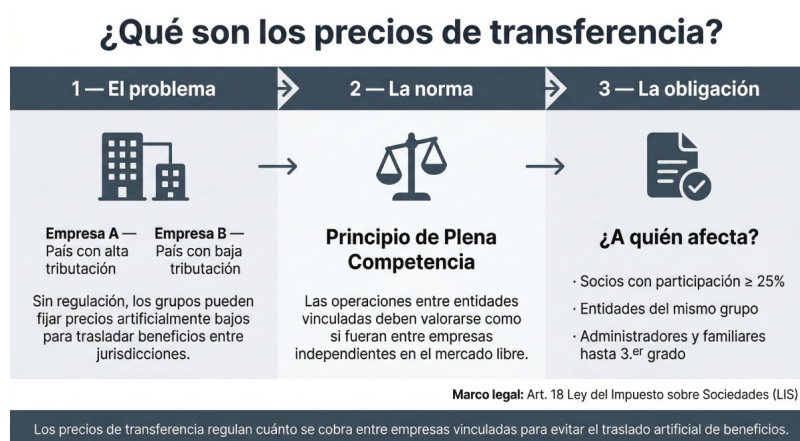 ¿Qué son los precios de transferencia?
1 — El problema
2 — La norma
3 — La obligación
Empresa A —
País con alta
tributación
Empresa B —
País con baja
tributación
Sin regulación, los grupos pueden
fijar precios artificialmente bajos
para trasladar beneficios entre
jurisdicciones.
Principio de Plena
Competencia
Las operaciones entre entidades
vinculadas deben valorarse como
si fueran entre empresas
independientes en el mercado libre.
¿A quién afecta?
· Socios con participación ≥ 25%
· Entidades del mismo grupo
· Administradores y familiares
hasta 3.er grado
Marco legal: Art. 18 Ley del Impuesto sobre Sociedades (LIS)
Los precios de transferencia regulan cuánto se cobra entre empresas vinculadas para evitar el traslado artificial de beneficios.